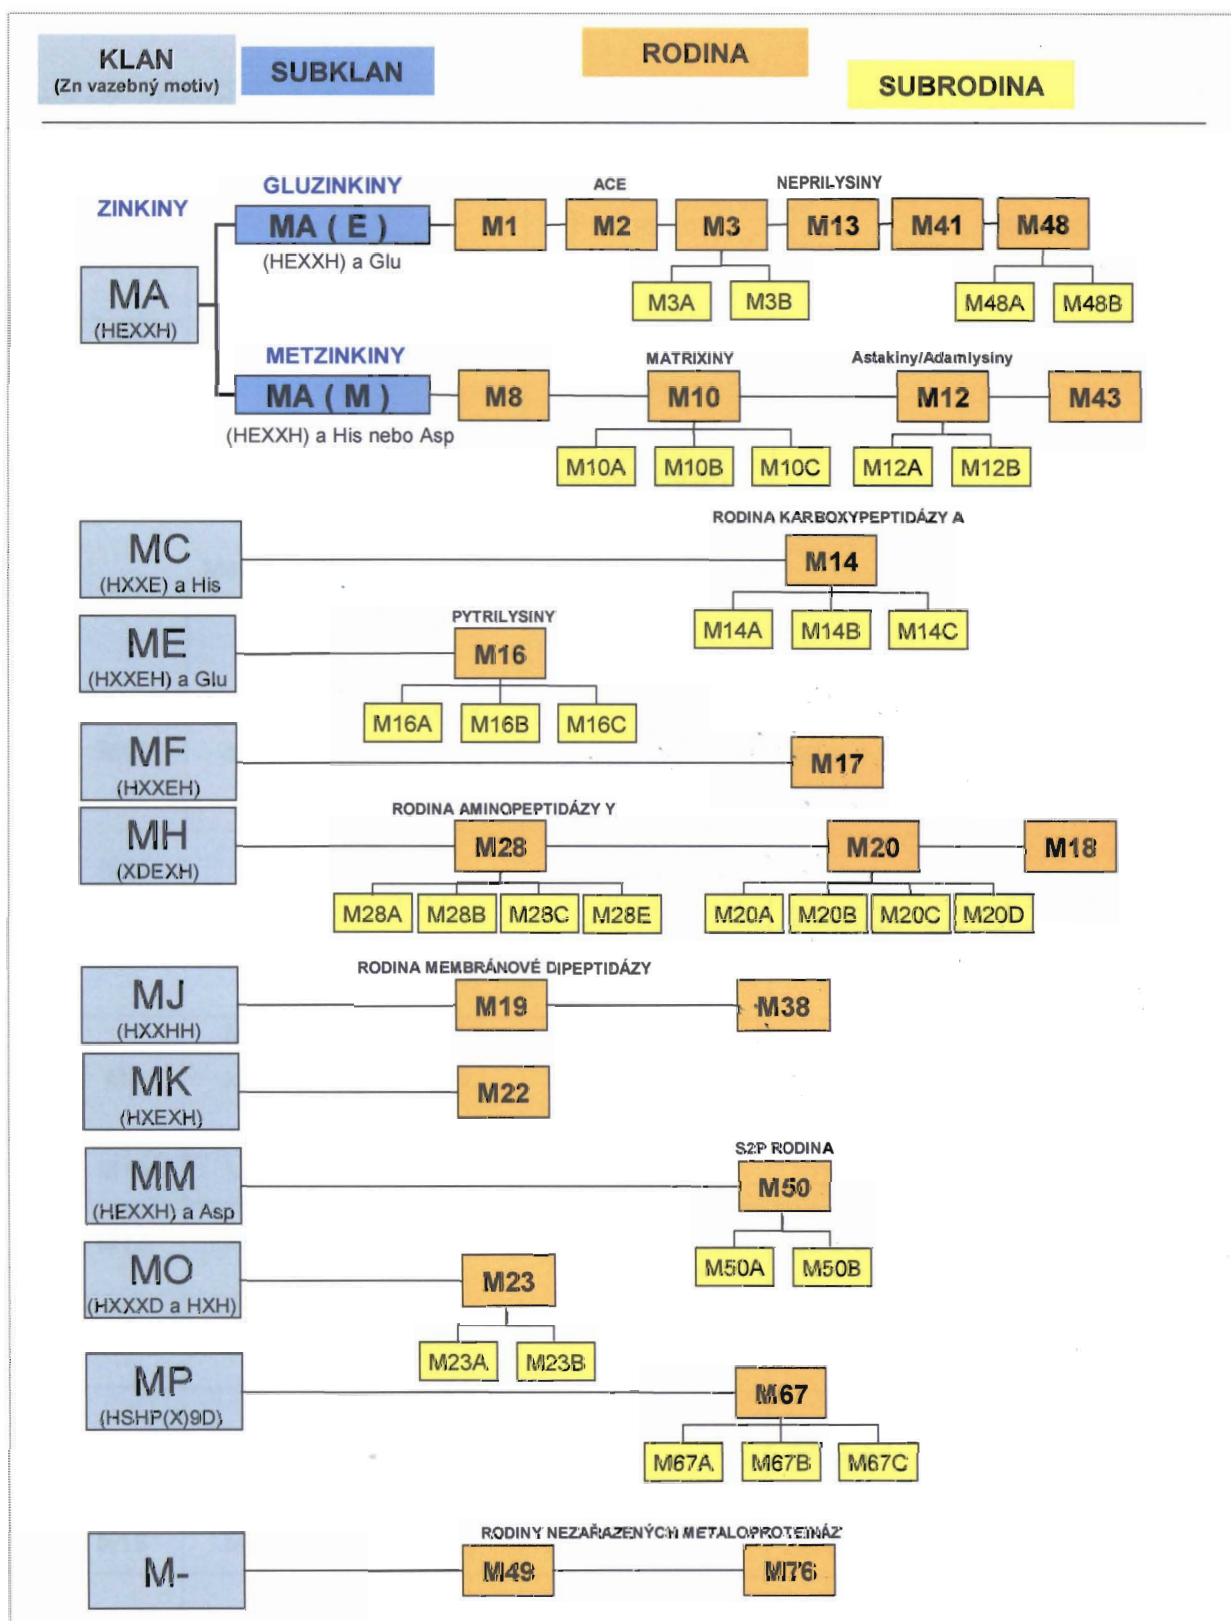 KLAN
(Zn vazebný motiv)
SUBKLAN
RODINA
SUBRODINA
ZINKINY
GLUZINKINY
ACE
NEPRILYSINY
MA ( E )
M1
M2
M3
M13
M41
M48
(HEXXH) a Glu
M3A
M3B
M48A
M48B
MA
(HEXXH)
METZINKINY
MATRIXINY
Astakiny/Adamlysiny
MA ( M )
M8
M10
M12
M43
(HEXXH) a His nebo Asp
M10A
M10B
M10C
M12A
M12B
RODINA KARBOXYPEPTIDÁZY A
MC
(HXXE) a His
M14
M14A
M14B
M14C
PYTRILYSINY
ME
(HXXEH) a Glu
M16
M16A
M16B
M16C
MF
(HXXEH)
M17
RODINA AMINOPEPTIDÁZY Y
MH
(XDEXH)
M28
M20
M18
M28A
M28B
M28C
M28E
M20A
M20B
M20C
M20D
RODINA MEMBRÁNOVÉ DIPEPTIDÁZY
MJ
(HXXHH)
M19
M38
MK
(HXEXH)
M22
S2P RODINA
MM
(HEXXH) a Asp
M50
M50A
M50B
MO
(HXXXD a HXH)
M23
M23A
M23B
MP
(HSHP(X)9D)
M67
M67A
M67B
M67C
RODINY NEZAŘAZENÝCH METALOPROTEINÁZ
M-
M49
M76